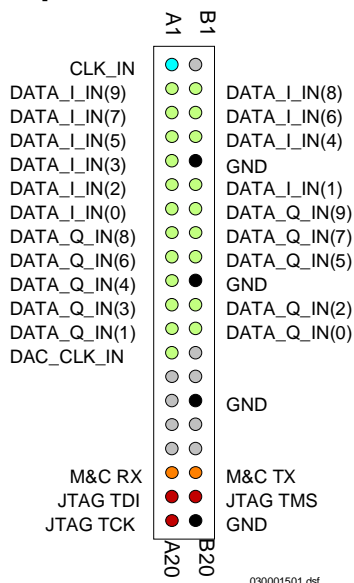 A1 B1
CLK_IN
DATA_I_IN(9) DATA_I_IN(8)
DATA_I_IN(7) DATA_I_IN(6)
DATA_I_IN(5) DATA_I_IN(4)
DATA_I_IN(3) GND
DATA_I_IN(2) DATA_I_IN(1)
DATA_I_IN(0) DATA_Q_IN(9)
DATA_Q_IN(8) DATA_Q_IN(7)
DATA_Q_IN(6) DATA_Q_IN(5)
DATA_Q_IN(4) GND
DATA_Q_IN(3) DATA_Q_IN(2)
DATA_Q_IN(1) DATA_Q_IN(0)
DAC_CLK_IN
GND
M&C RX M&C TX
JTAG TDI JTAG TMS
JTAG TCK GND
A20 B20
030001501.dsf